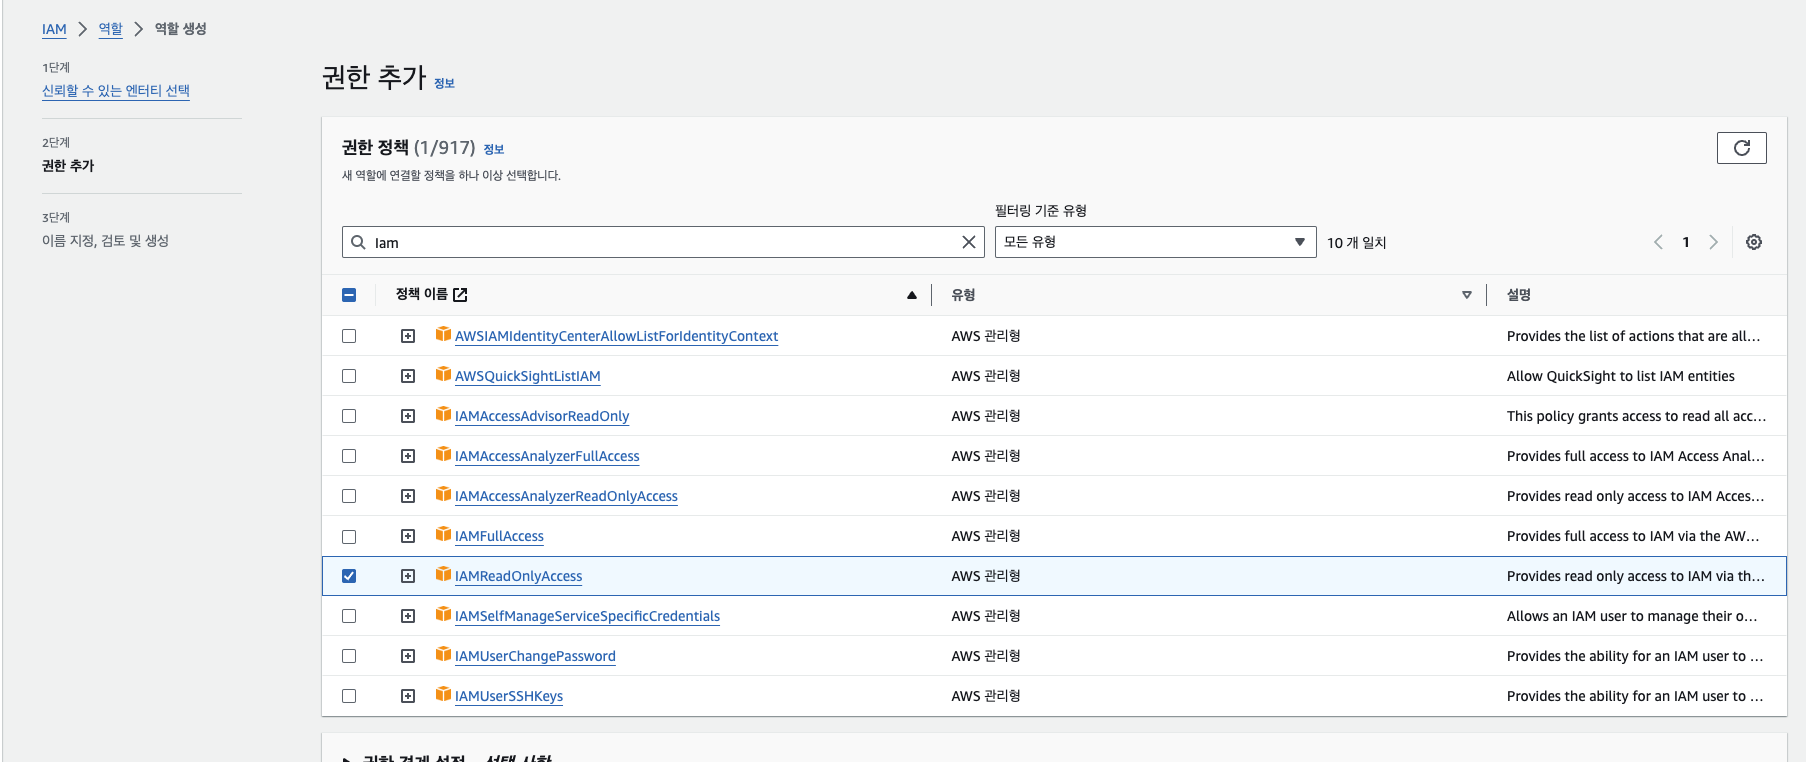 IAM > 역할 > 역할 생성
1단계
신뢰할 수 있는 엔터티 선택
2단계
권한 추가
3단계
이름 지정, 검토 및 생성
권한 추가 정보
권한 정책 (1/917) 정보
새 역할에 연결할 정책을 하나 이상 선택합니다.
필터링 기준 유형
Iam
모든 유형
10 개 일치
1
정책 이름 유형 설명
AWSIAMIdentityCenterAllowListForIdentityContext AWS 관리형 Provides the list of actions that are all...
AWSQuickSightListIAM AWS 관리형 Allow QuickSight to list IAM entities
IAMAccessAdvisorReadOnly AWS 관리형 This policy grants access to read all acc...
IAMAccessAnalyzerFullAccess AWS 관리형 Provides full access to IAM Access Anal...
IAMAccessAnalyzerReadOnlyAccess AWS 관리형 Provides read only access to IAM Acces...
IAMFullAccess AWS 관리형 Provides full access to IAM via the AW...
IAMReadOnlyAccess AWS 관리형 Provides read only access to IAM via th...
IAMSelfManageServiceSpecificCredentials AWS 관리형 Allows an IAM user to manage their o...
IAMUserChangePassword AWS 관리형 Provides the ability for an IAM user to ...
IAMUserSSHKeys AWS 관리형 Provides the ability for an IAM user to ...
권한 경계 설정 - 선택 사항